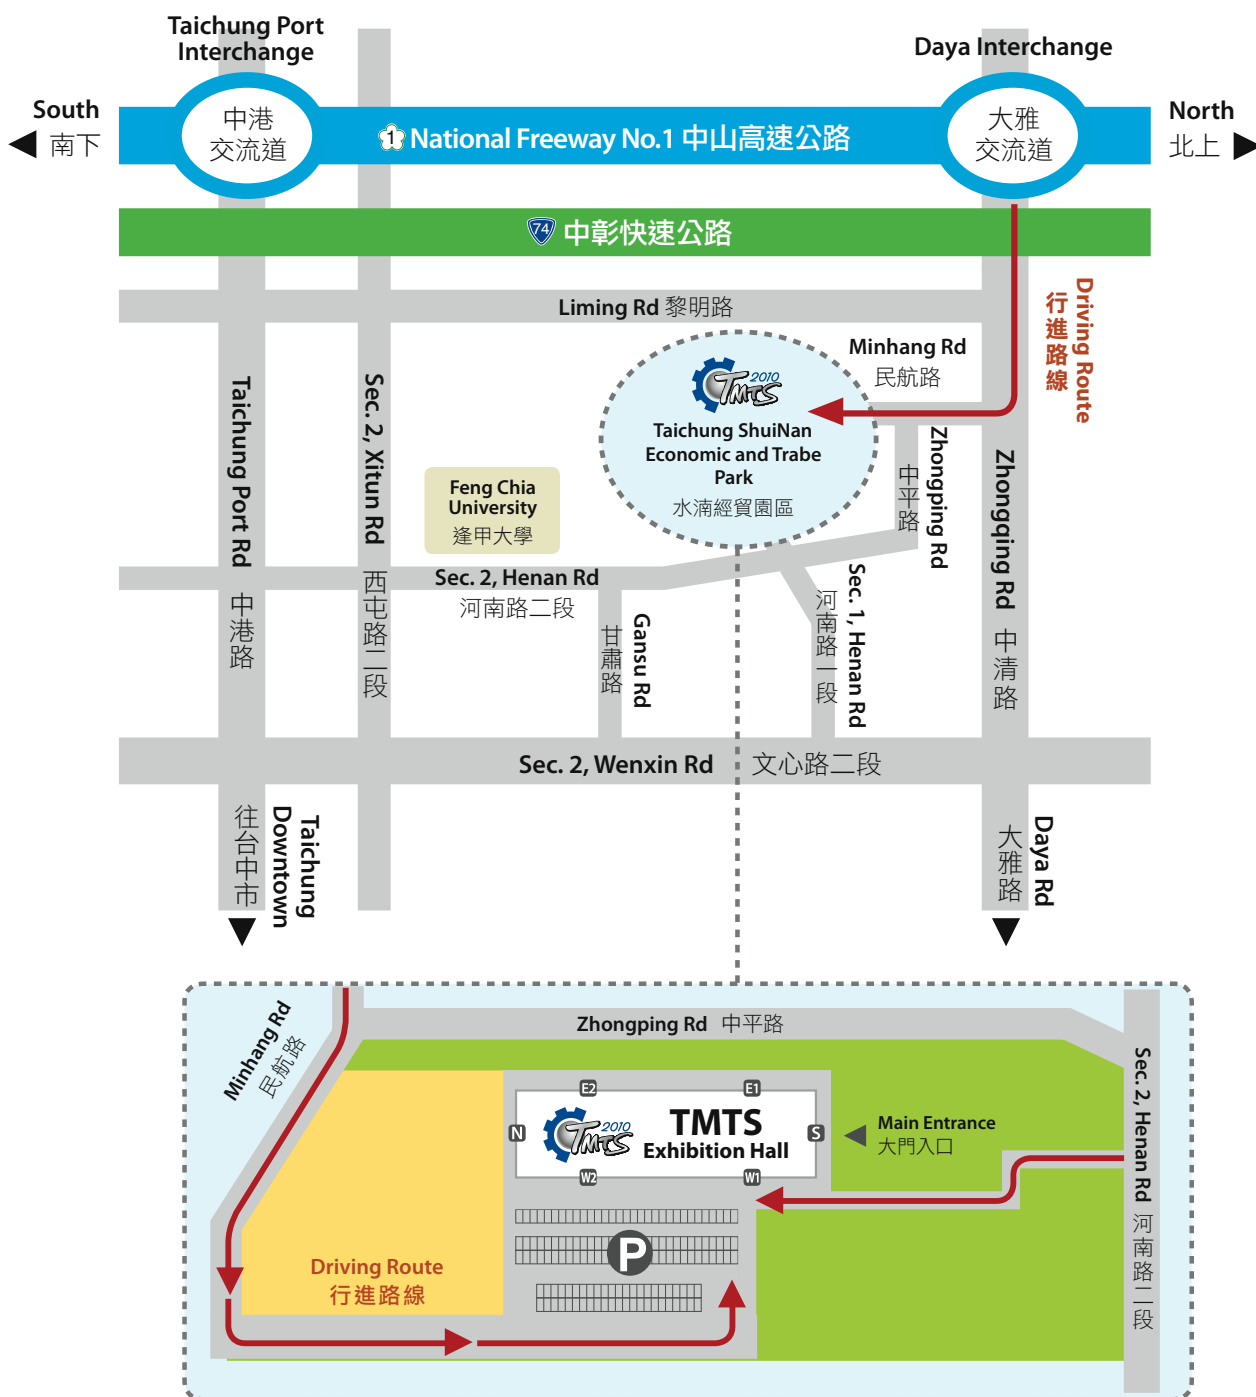 Taichung Port
Interchange
Daya Interchange
South
南下
中港
交流道
1 National Freeway No.1 中山高速公路
大雅
交流道
North
北上
74 中彰快速公路
Liming Rd 黎明路
Driving Route
行進路線
Minhang Rd
民航路
2010
TMTS
Taichung ShuiNan
Economic and Trabe
Park
水湳經貿園區
Taichung Port Rd 中港路
Sec. 2, Xitun Rd 西屯路二段
Feng Chia
University
逢甲大學
Zhongping Rd
中平路
Zhongqing Rd 中清路
Sec. 2, Henan Rd
河南路二段
Gansu Rd
甘肅路
Sec. 1, Henan Rd
河南路一段
Sec. 2, Wenxin Rd 文心路二段
Taichung
Downtown
往台中市
Daya Rd
大雅路
Minhang Rd
民航路
Zhongping Rd 中平路
Sec. 2, Henan Rd 河南路二段
E2
E1
N
2010
TMTS
TMTS
Exhibition Hall
S
Main Entrance
大門入口
W2
W1
P
Driving Route
行進路線